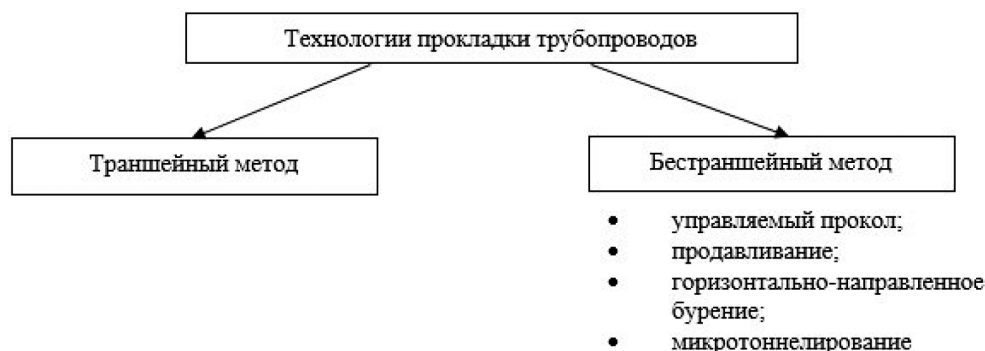 Технологии прокладки трубопроводов
Траншейный метод
Бестраншейный метод
• управляемый прокол;
• продавливание;
• горизонтально-направленное
бурение;
• микротоннелирование